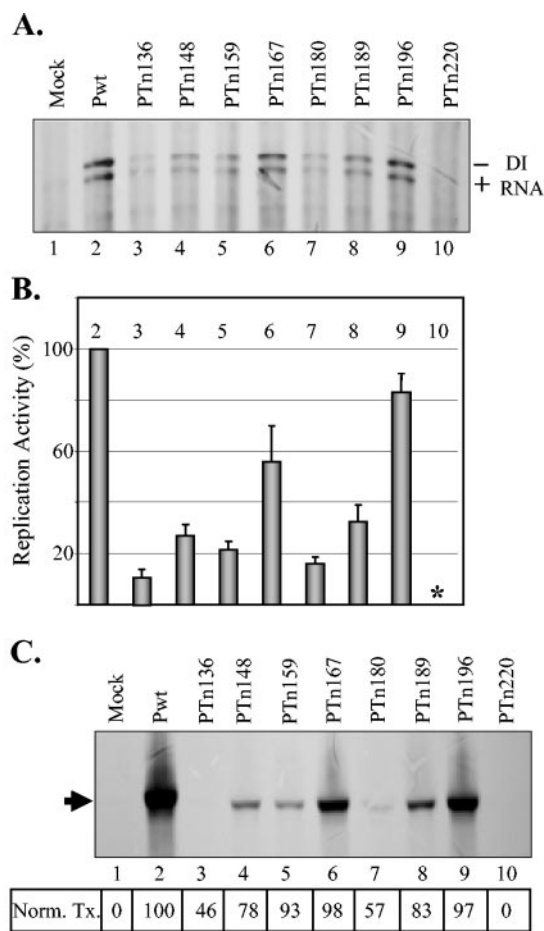 A.
Mock Pwt PTn136 PTn148 PTn159 PTn167 PTn180 PTn189 PTn196 PTn220
− DI
+ RNA
1 2 3 4 5 6 7 8 9 10
B.
Replication Activity (%)
2 3 4 5 6 7 8 9 10
100
60
20
*
C.
Mock Pwt PTn136 PTn148 PTn159 PTn167 PTn180 PTn189 PTn196 PTn220
1 2 3 4 5 6 7 8 9 10
Norm. Tx. 0 100 46 78 93 98 57 83 97 0